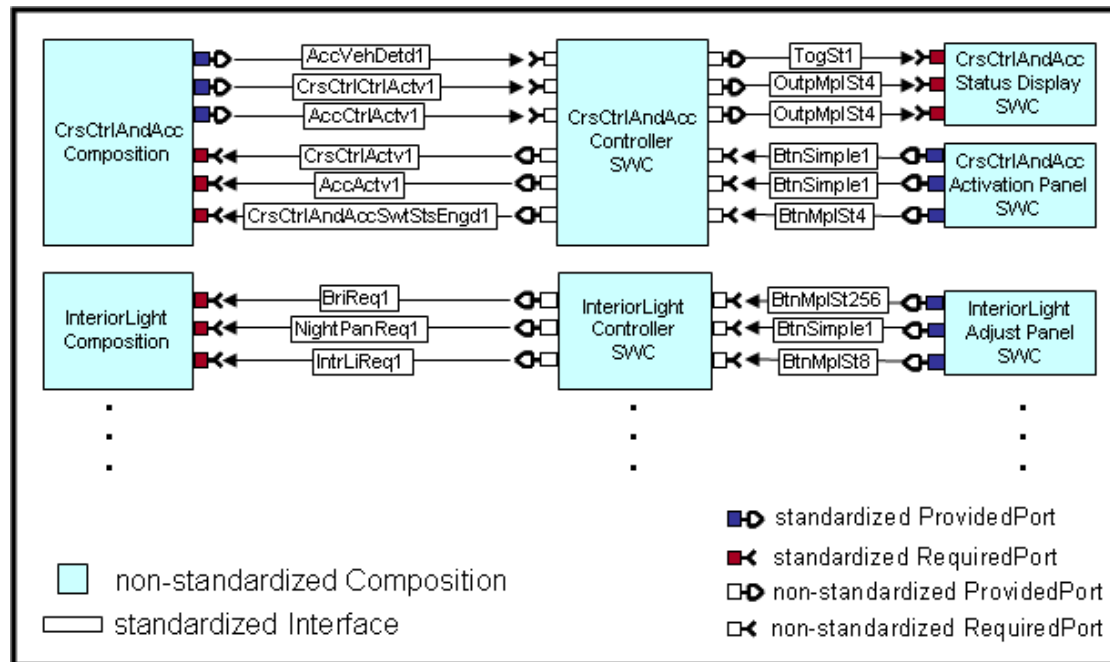 AccVehDetd1
CrsCtrlCtrlActv1
AccCtrlActv1
CrsCtrlActv1
AccActv1
CrsCtrlAndAccSwtStsEngd1
CrsCtrlAndAcc
Composition
CrsCtrlAndAcc
Controller
SWC
TogSt1
OutpMplSt4
OutpMplSt4
BtnSimple1
BtnSimple1
BtnMplSt4
CrsCtrlAndAcc
Status Display
SWC
CrsCtrlAndAcc
Activation Panel
SWC
InteriorLight
Composition
BriReq1
NightPanReq1
IntrLiReq1
InteriorLight
Controller
SWC
BtnMplSt256
BtnSimple1
BtnMplSt8
InteriorLight
Adjust Panel
SWC
non-standardized Composition
standardized Interface
standardized ProvidedPort
standardized RequiredPort
non-standardized ProvidedPort
non-standardized RequiredPort